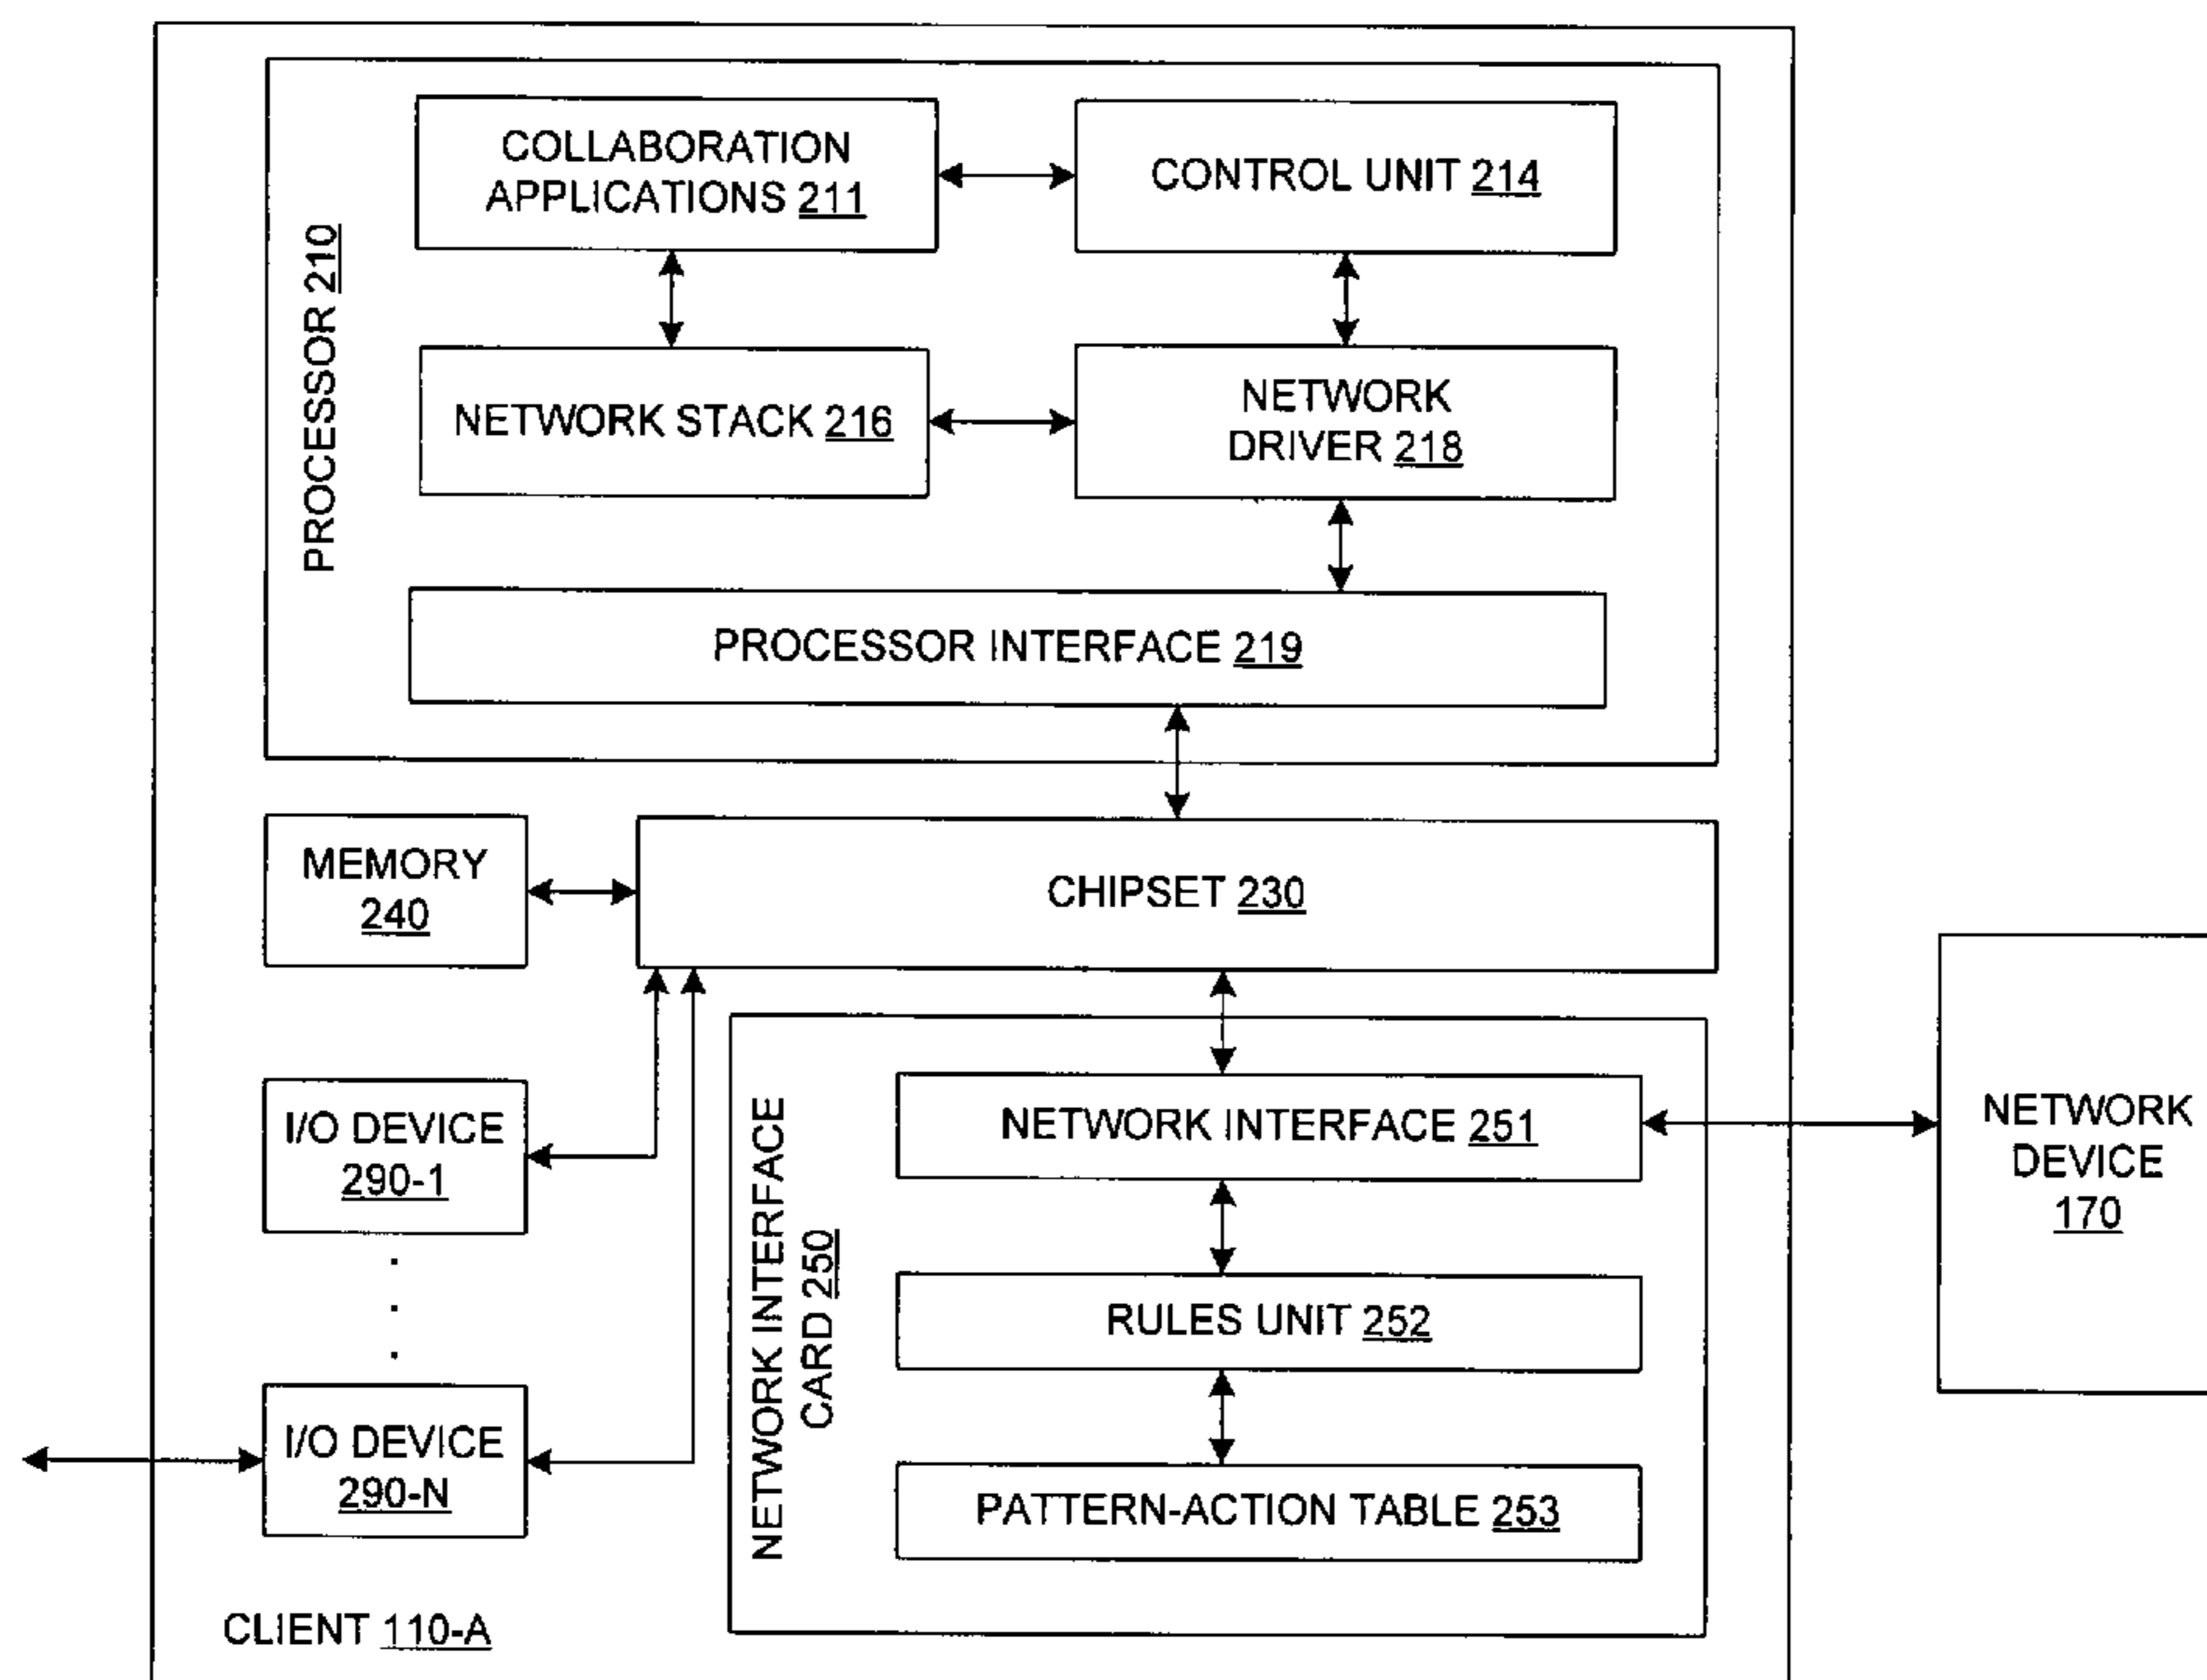 COLLABORATION
APPLICATIONS 211
CONTROL UNIT 214
PROCESSOR 210
NETWORK STACK 216
NETWORK
DRIVER 218
PROCESSOR INTERFACE 219
MEMORY
240
CHIPSET 230
I/O DEVICE
290-1
.
.
.
I/O DEVICE
290-N
NETWORK INTERFACE
CARD 250
NETWORK INTERFACE 251
RULES UNIT 252
PATTERN-ACTION TABLE 253
NETWORK
DEVICE
170
CLIENT 110-A